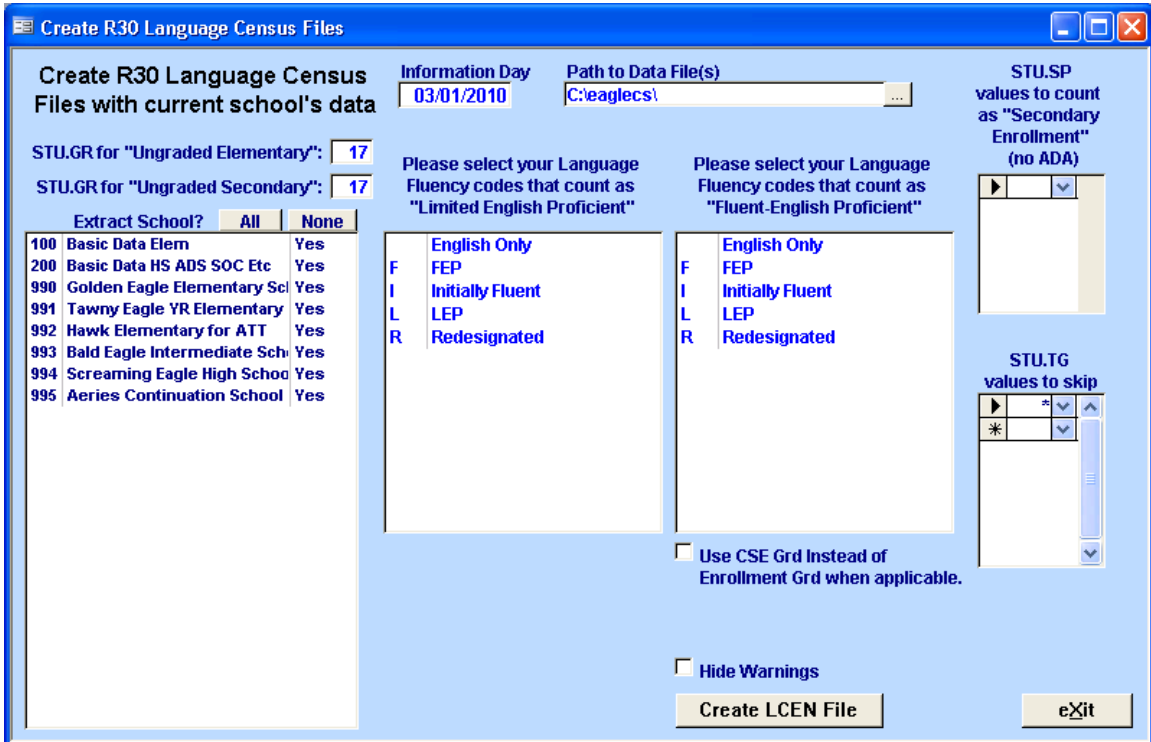 Create R30 Language Census Files
Create R30 Language Census
Files with current school's data
Information Day
03/01/2010
Path to Data File(s)
C:\eaglecs\
...
STU.GR for "Ungraded Elementary": 17
STU.GR for "Ungraded Secondary": 17
Extract School? All None
100 Basic Data Elem Yes
200 Basic Data HS ADS SOC Etc Yes
990 Golden Eagle Elementary Scl Yes
991 Tawny Eagle YR Elementary Yes
992 Hawk Elementary for ATT Yes
993 Bald Eagle Intermediate Sch Yes
994 Screaming Eagle High Schoo Yes
995 Aeries Continuation School Yes
Please select your Language
Fluency codes that count as
"Limited English Proficient"
English Only
F FEP
I Initially Fluent
L LEP
R Redesignated
Please select your Language
Fluency codes that count as
"Fluent-English Proficient"
English Only
F FEP
I Initially Fluent
L LEP
R Redesignated
Use CSE Grd Instead of
Enrollment Grd when applicable.
Hide Warnings
Create LCEN File
STU.SP
values to count
as "Secondary
Enrollment"
(no ADA)
STU.TG
values to skip
*
eXit